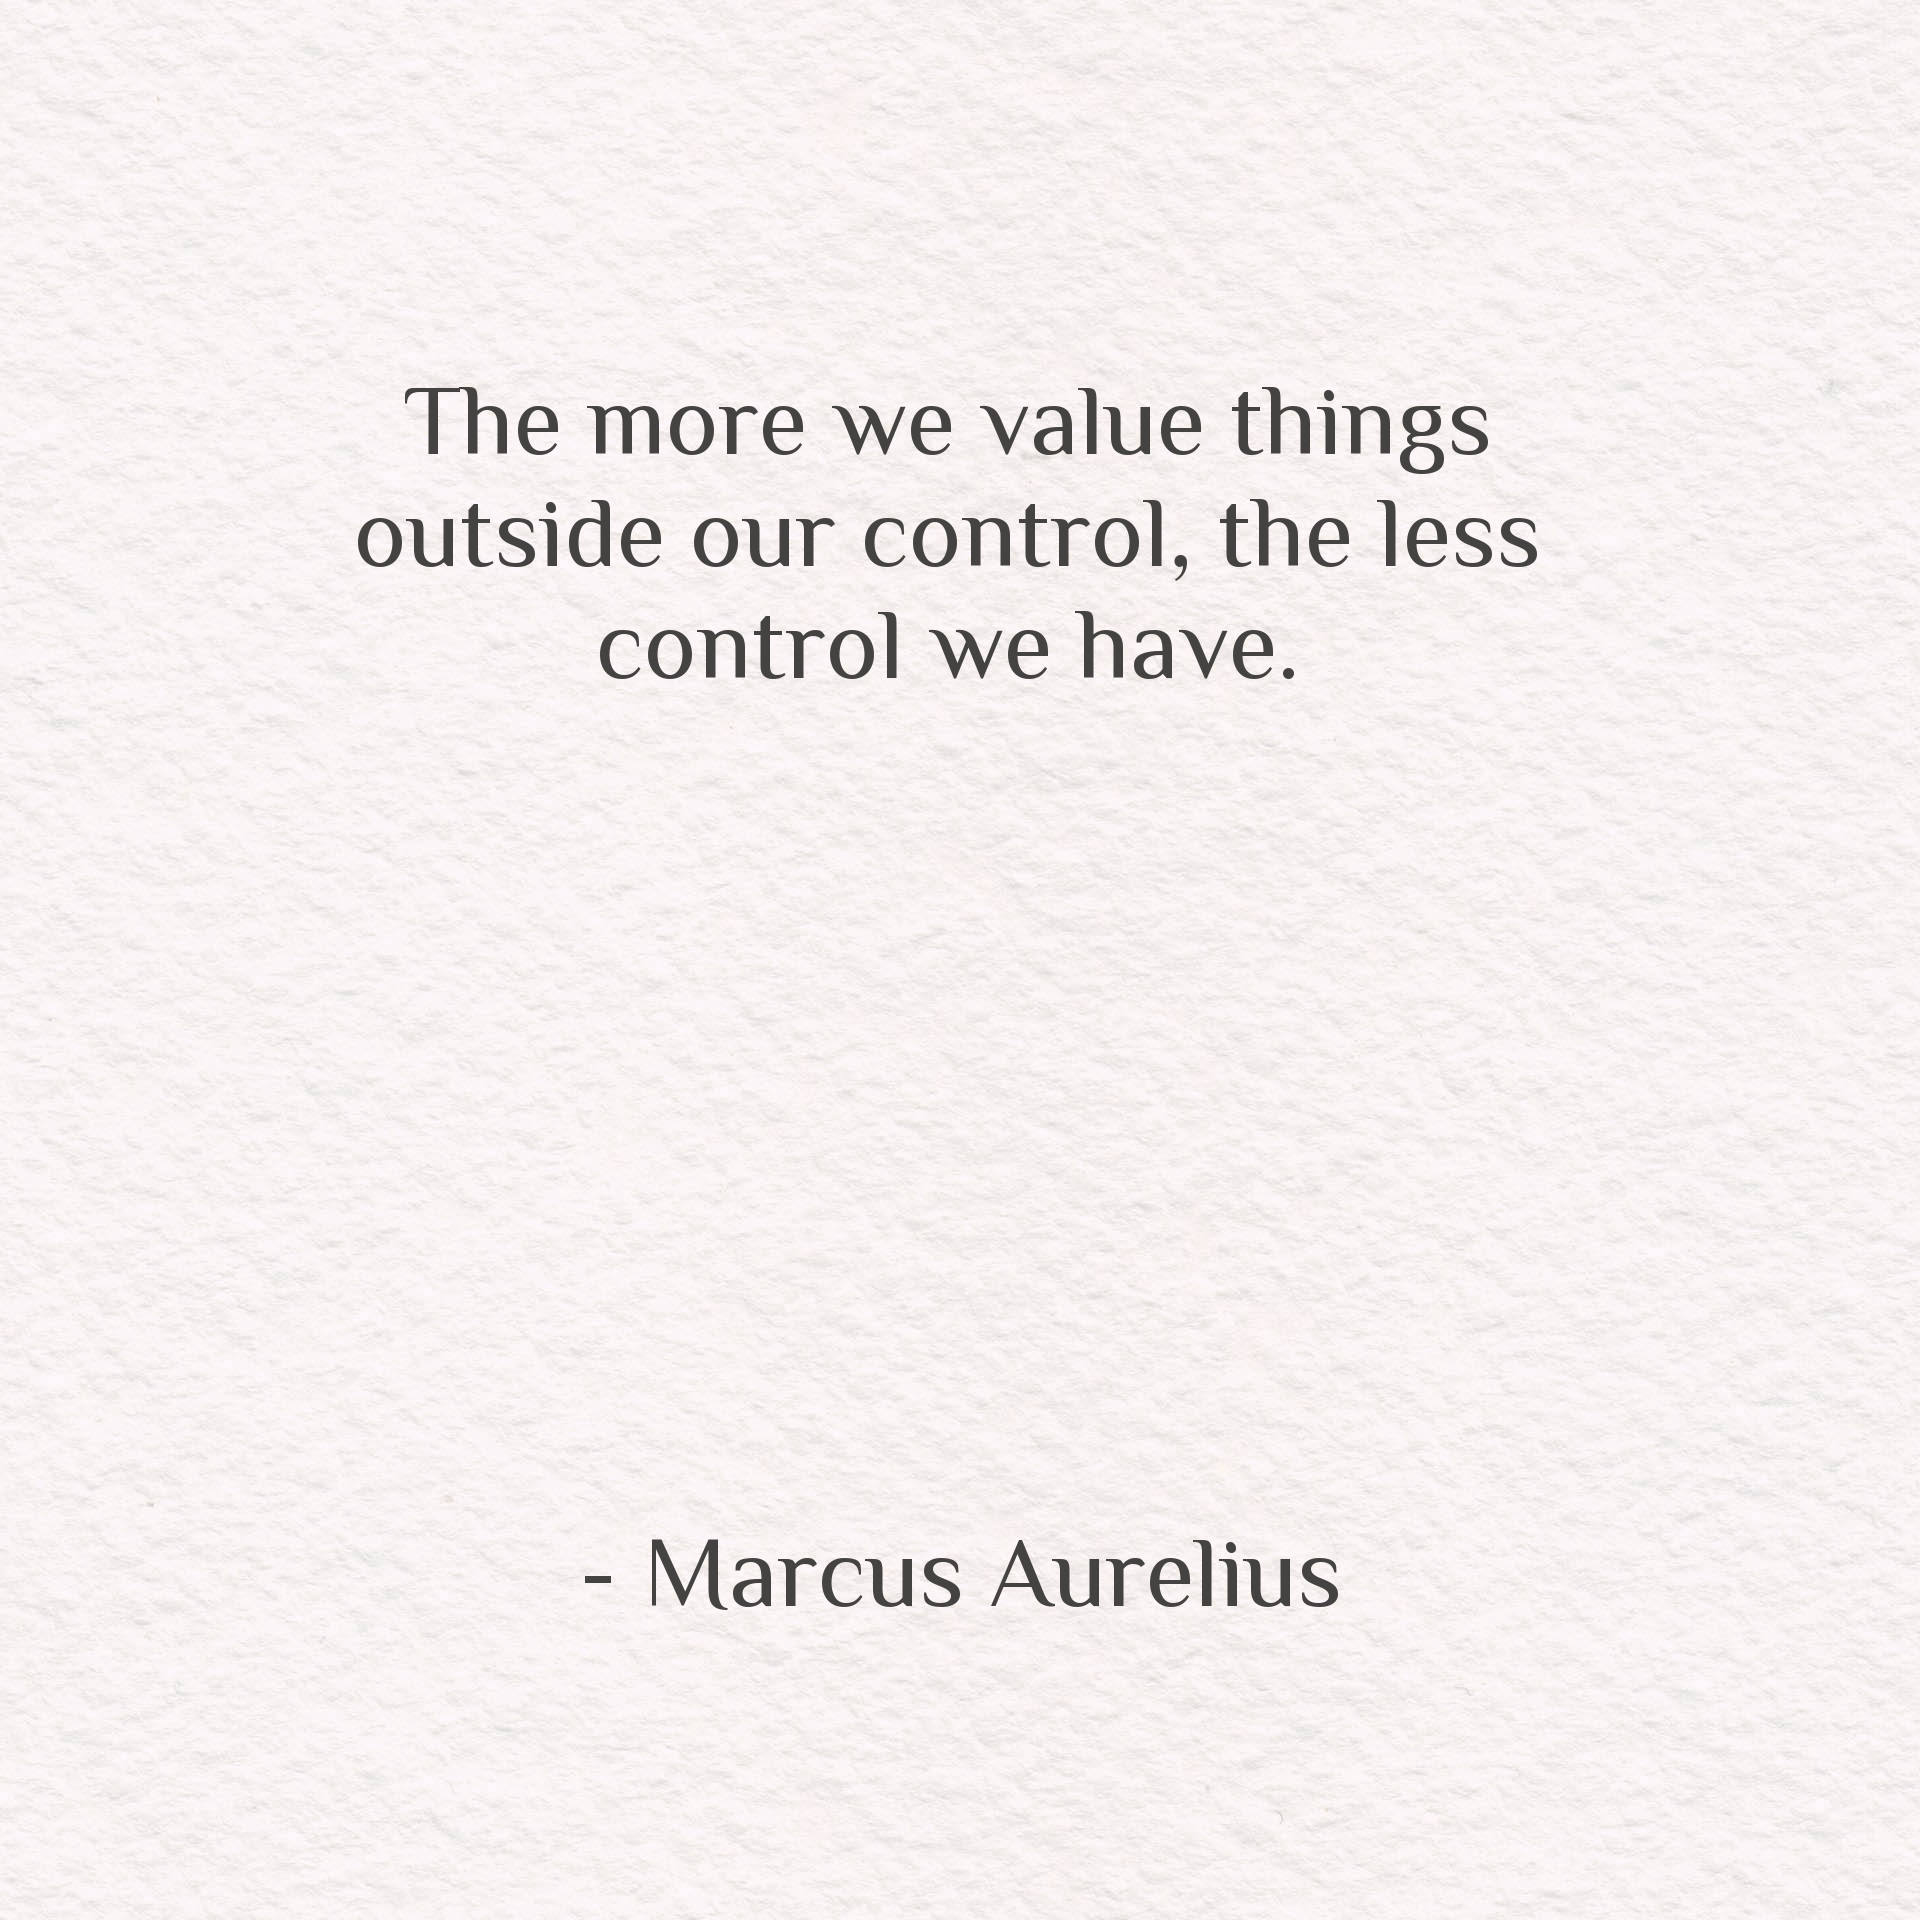 The more we value things
outside our control, the less
control we have.
- Marcus Aurelius